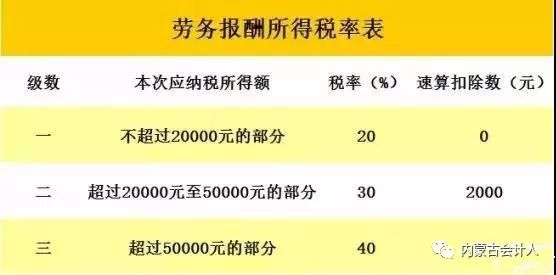 劳务报酬所得税率表
级数 本次应纳税所得额 税率（%） 速算扣除数（元）
一 不超过20000元的部分 20 0
二 超过20000元至50000元的部分 30 2000
三 超过50000元的部分 40
内蒙古会计人